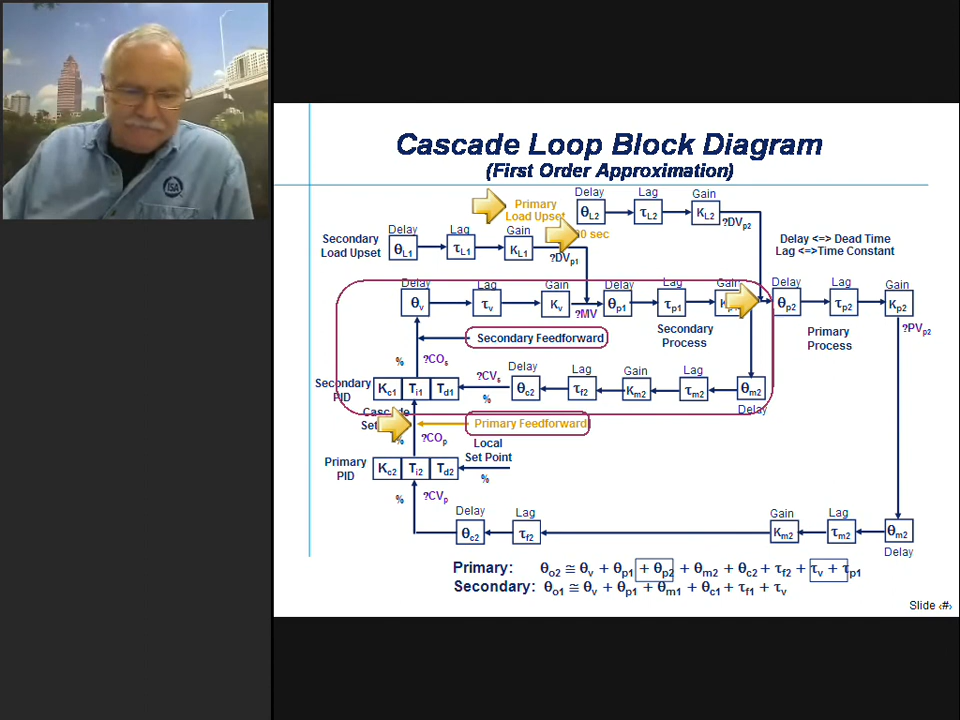 ISA
Cascade Loop Block Diagram
(First Order Approximation)
Primary
Load Upset
Delay Lag Gain
θL2 τL2 KL2
?DVp2
Secondary
Load Upset
Delay Lag Gain
θL1 τL1 KL1
?DVp1
0 sec
Delay <=> Dead Time
Lag <=>Time Constant
Delay Lag Gain Delay Lag Gain Delay Lag Gain
θv τv Kv ?MV θp1 τp1 θp2 τp2 Kp2
Secondary
Process
Primary
Process
?PVp2
Secondary Feedforward
% ?COs
Secondary
PID
Kc1 Ti1 Td1
?CVs
%
Delay Lag Gain Lag
θc2 τf2 Km2 τm2 θm2
Delay
Cascade
Set
%
?COp
Primary Feedforward
Local
Set Point
%
Primary
PID
Kc2 Ti2 Td2
% ?CVp
Delay Lag Gain Lag
θc2 τf2 Km2 τm2 θm2
Delay
Primary: θo2 ≅ θv + θp1 + θp2 + θm2 + θc2 + τf2 + τv + τp1
Secondary: θo1 ≅ θv + θp1 + θm1 + θc1 + τf1 + τv
Slide ‹#›